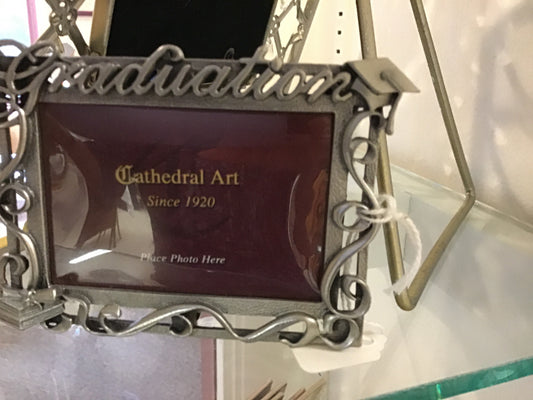 Graduation
Cathedral Art
Since 1920
Place Photo Here